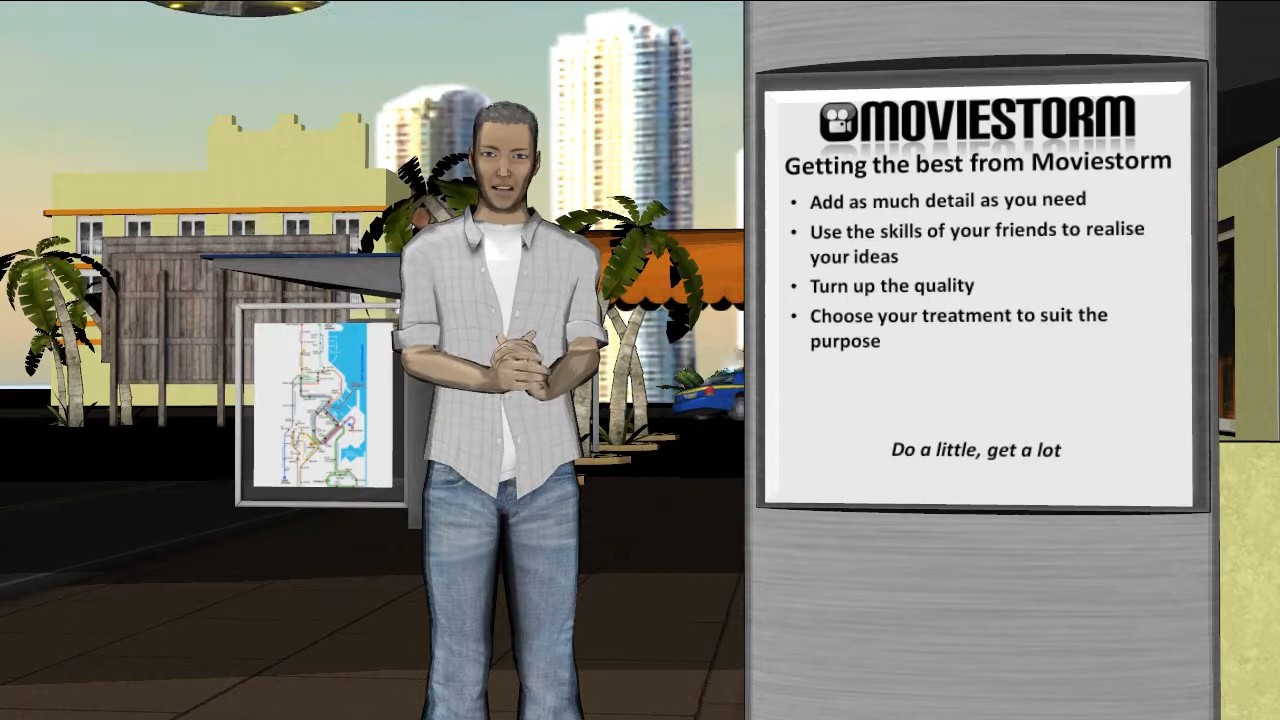 MOVIESTORM
Getting the best from Moviestorm
• Add as much detail as you need
• Use the skills of your friends to realise
your ideas
• Turn up the quality
• Choose your treatment to suit the
purpose
Do a little, get a lot